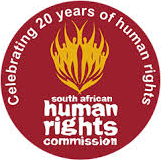 Celebrating 20 years of human rights
south african
human
rights
commission